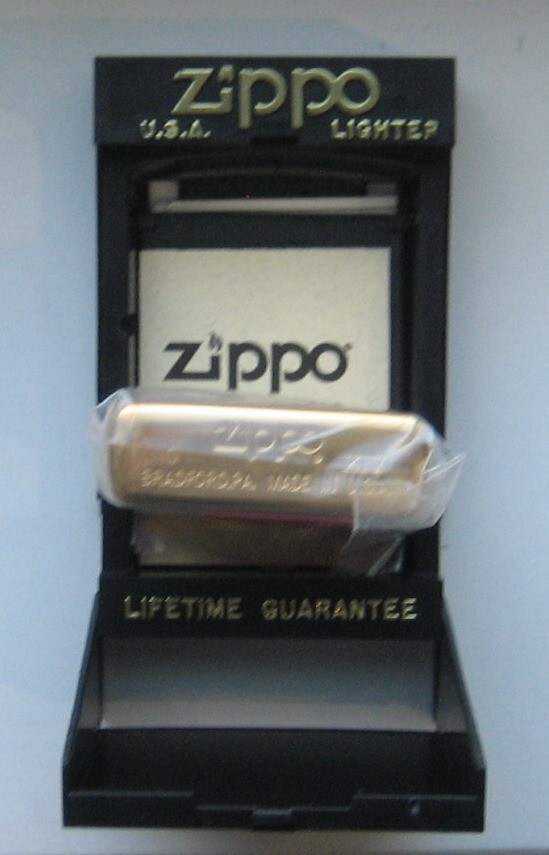 Zippo
U.S.A. LIGHTER
Zippo
Zippo
BRADFORD.PA. MADE IN U.S.A.
LIFETIME GUARANTEE